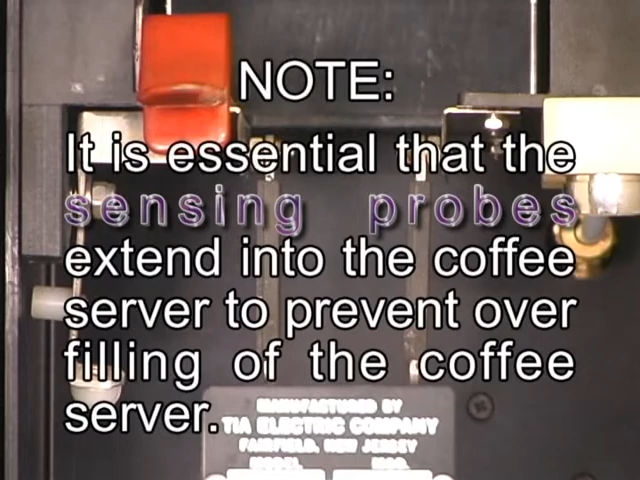 NOTE:
It is essential that the
sensing probes
extend into the coffee
server to prevent over
filling of the coffee
server.
MANUFACTURED BY
TIA ELECTRIC COMPANY
FAIRFIELD, NEW JERSEY
MODEL